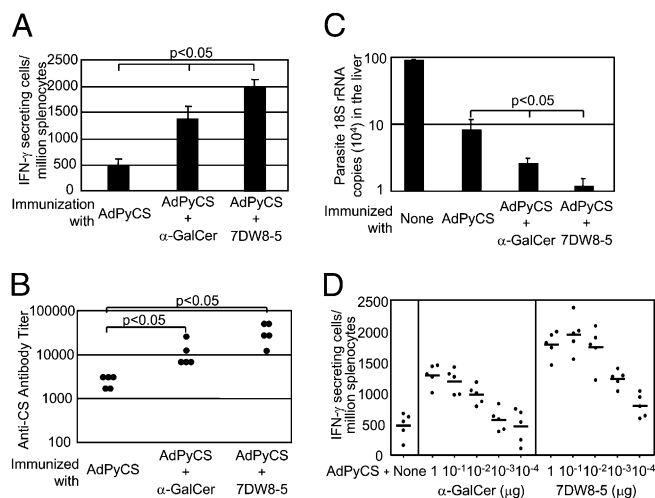 A
p<0.05
IFN-γ secreting cells/
million splenocytes
2500
2000
1500
1000
500
0
Immunization
with
AdPyCS
AdPyCS
+
α-GalCer
AdPyCS
+
7DW8-5
C
Parasite 18S rRNA
copies (10⁴) in the liver
100
10
1
p<0.05
Immunized
with
None
AdPyCS
AdPyCS
+
α-GalCer
AdPyCS
+
7DW8-5
B
Anti-CS Antibody Titer
100000
10000
1000
100
p<0.05
p<0.05
Immunized
with
AdPyCS
AdPyCS
+
α-GalCer
AdPyCS
+
7DW8-5
D
IFN-γ secreting cells/
million splenocytes
2500
2000
1500
1000
500
0
AdPyCS + None 1 10⁻¹ 10⁻² 10⁻³ 10⁻⁴ 1 10⁻¹ 10⁻² 10⁻³ 10⁻⁴
α-GalCer (μg) 7DW8-5 (μg)